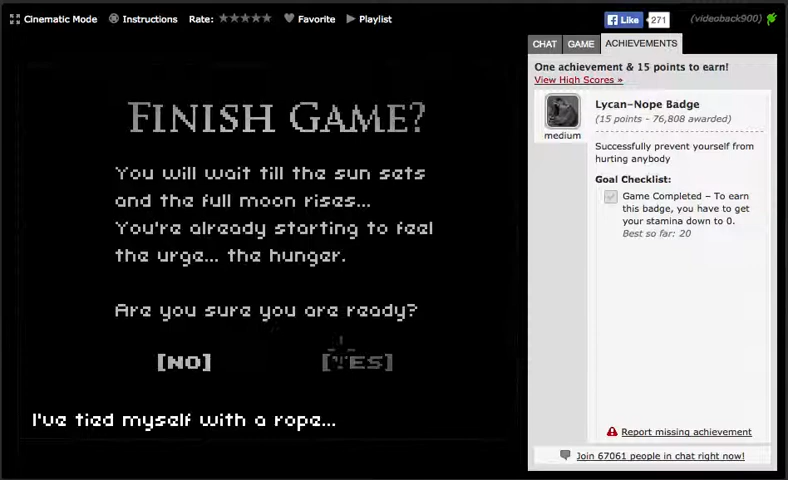 Cinematic Mode Instructions Rate: Favorite Playlist Like 271 (videoback900)
CHAT GAME ACHIEVEMENTS
One achievement & 15 points to earn!
View High Scores »
Lycan-Nope Badge
(15 points - 76,808 awarded)
medium
Successfully prevent yourself from
hurting anybody
Goal Checklist:
Game Completed – To earn
this badge, you have to get
your stamina down to 0.
Best so far: 20
Report missing achievement
Join 67061 people in chat right now!
FINISH GAME?
You will wait till the sun sets
and the full moon rises...
You're already starting to feel
the urge... the hunger.
Are you sure you are ready?
[NO] [YES]
I've tied myself with a rope...